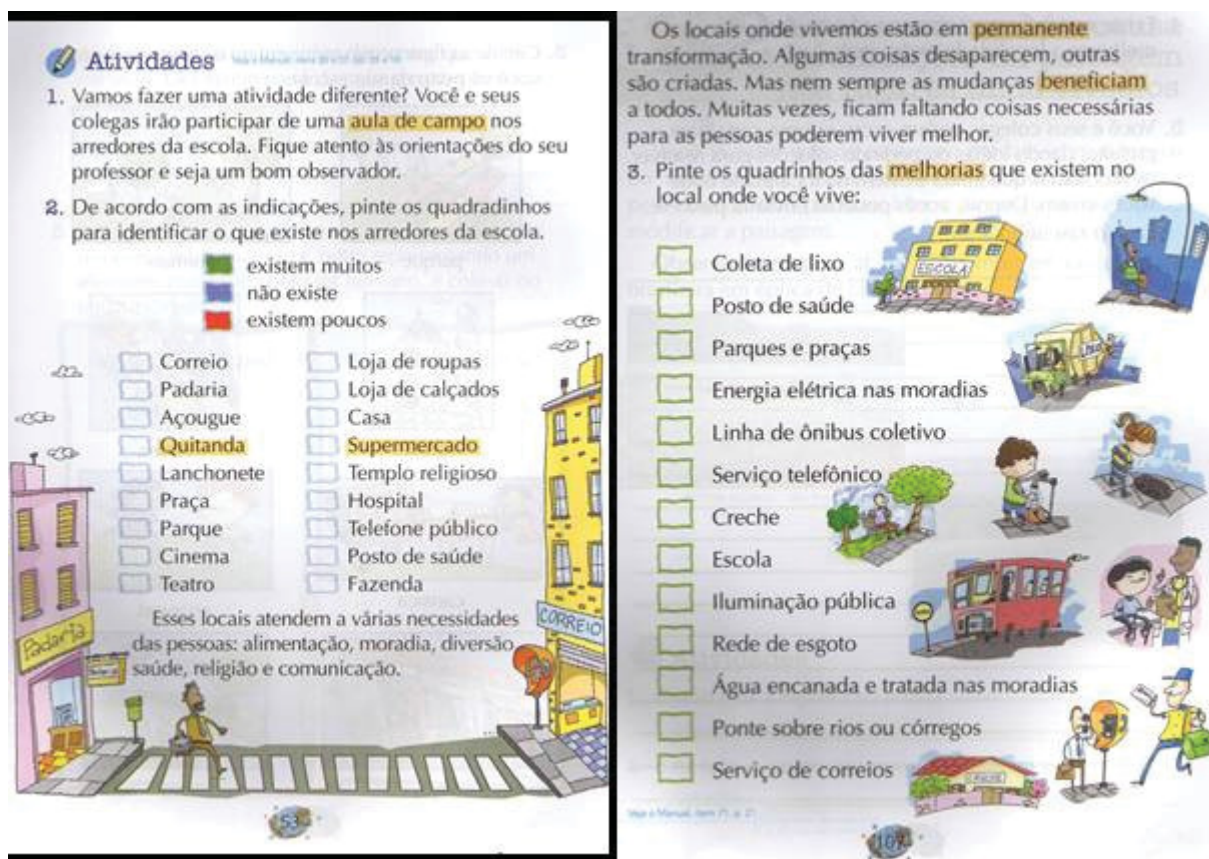 Atividades
1. Vamos fazer uma atividade diferente? Você e seus
colegas irão participar de uma aula de campo nos
arredores da escola. Fique atento às orientações do seu
professor e seja um bom observador.
2. De acordo com as indicações, pinte os quadradinhos
para identificar o que existe nos arredores da escola.
existem muitos
não existe
existem poucos
Correio
Padaria
Açougue
Quitanda
Lanchonete
Praça
Parque
Cinema
Teatro
Loja de roupas
Loja de calçados
Casa
Supermercado
Templo religioso
Hospital
Telefone público
Posto de saúde
Fazenda
Esses locais atendem a várias necessidades
das pessoas: alimentação, moradia, diversão,
saúde, religião e comunicação.
Padaria
CORREIO
53
Os locais onde vivemos estão em permanente
transformação. Algumas coisas desaparecem, outras
são criadas. Mas nem sempre as mudanças beneficiam
a todos. Muitas vezes, ficam faltando coisas necessárias
para as pessoas poderem viver melhor.
3. Pinte os quadrinhos das melhorias que existem no
local onde você vive:
ESCOLA
Coleta de lixo
Posto de saúde
Parques e praças
Energia elétrica nas moradias
Linha de ônibus coletivo
Serviço telefônico
Creche
Escola
Iluminação pública
Rede de esgoto
Água encanada e tratada nas moradias
Ponte sobre rios ou córregos
Serviço de correios
107